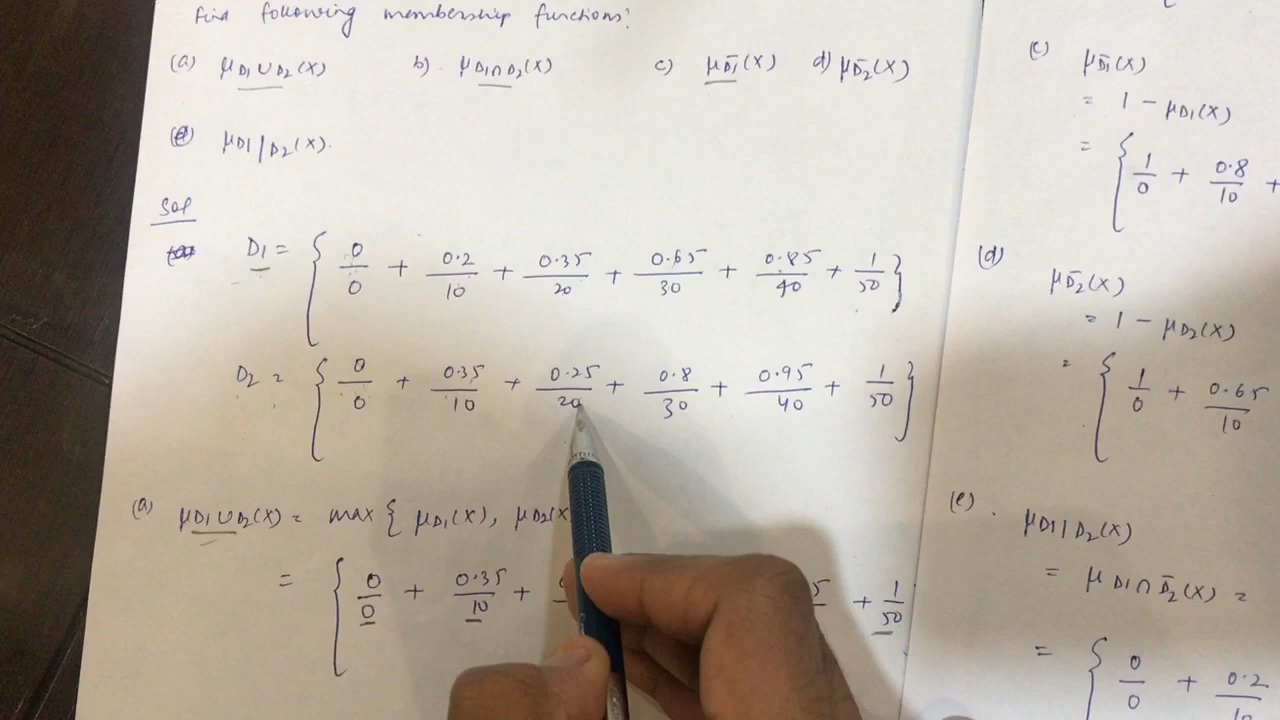 Find following membership functions:
(a) μD1∪D2(X) b) μD1∩D2(X) c) μD̄1(X) d) μD̄2(X)
(e) μD1|D2(X).
Sol
D1 = { 0/0 + 0.2/10 + 0.35/20 + 0.65/30 + 0.85/40 + 1/50 }
D2 = { 0/0 + 0.35/10 + 0.25/20 + 0.8/30 + 0.95/40 + 1/50 }
(a) μD1∪D2(X) = max { μD1(X), μD2(X
= { 0/0 + 0.35/10 + + 1/50
(c)
μD̄1(X)
= 1 − μD1(X)
= { 1/0 + 0.8/10 +
(d)
μD̄2(X)
= 1 − μD2(X)
= { 1/0 + 0.65/10
(e)
μD1|D2(X)
= μD1∩D̄2(X) =
= { 0/0 + 0.2/10